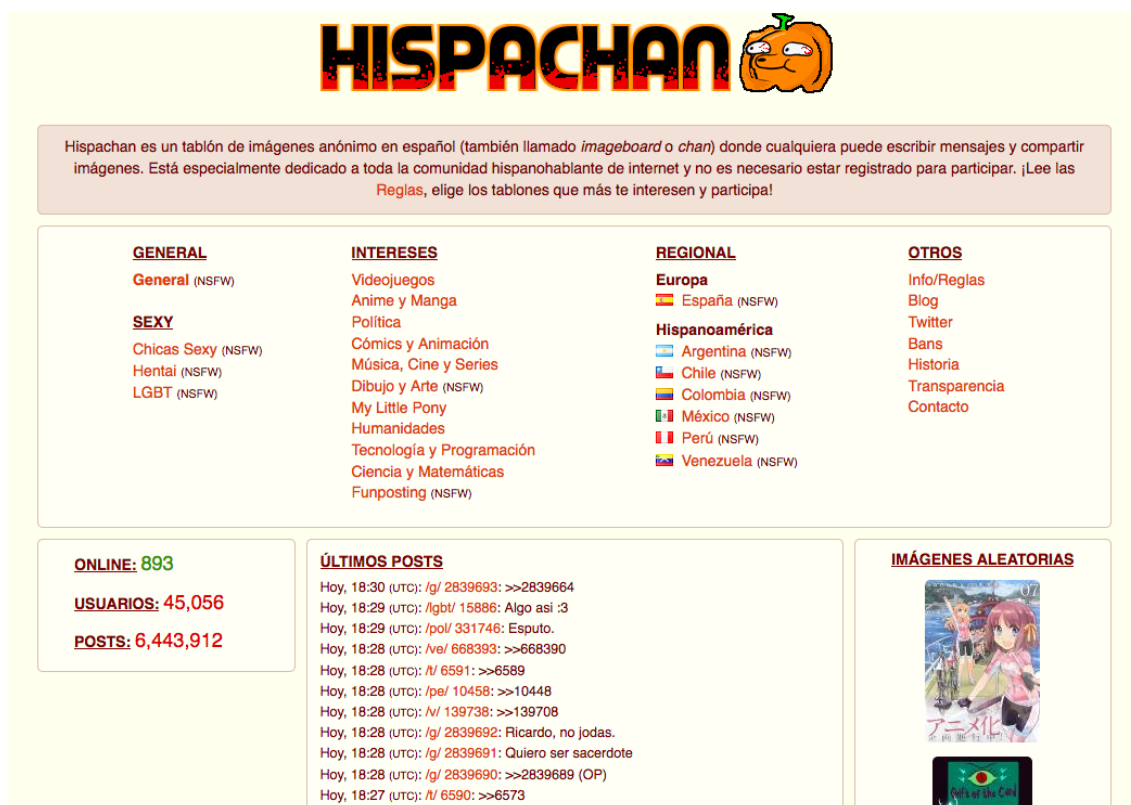 HISPACHAN
Hispachan es un tablón de imágenes anónimo en español (también llamado imageboard o chan) donde cualquiera puede escribir mensajes y compartir
imágenes. Está especialmente dedicado a toda la comunidad hispanohablante de internet y no es necesario estar registrado para participar. ¡Lee las
Reglas, elige los tablones que más te interesen y participa!
GENERAL
General (NSFW)
SEXY
Chicas Sexy (NSFW)
Hentai (NSFW)
LGBT (NSFW)
INTERESES
Videojuegos
Anime y Manga
Política
Cómics y Animación
Música, Cine y Series
Dibujo y Arte (NSFW)
My Little Pony
Humanidades
Tecnología y Programación
Ciencia y Matemáticas
Funposting (NSFW)
REGIONAL
Europa
España (NSFW)
Hispanoamérica
Argentina (NSFW)
Chile (NSFW)
Colombia (NSFW)
México (NSFW)
Perú (NSFW)
Venezuela (NSFW)
OTROS
Info/Reglas
Blog
Twitter
Bans
Historia
Transparencia
Contacto
ONLINE: 893
USUARIOS: 45,056
POSTS: 6,443,912
ÚLTIMOS POSTS
Hoy, 18:30 (UTC): /g/ 2839693: >>2839664
Hoy, 18:29 (UTC): /lgbt/ 15886: Algo asi :3
Hoy, 18:29 (UTC): /pol/ 331746: Esputo.
Hoy, 18:28 (UTC): /ve/ 668393: >>668390
Hoy, 18:28 (UTC): /t/ 6591: >>6589
Hoy, 18:28 (UTC): /pe/ 10458: >>10448
Hoy, 18:28 (UTC): /v/ 139738: >>139708
Hoy, 18:28 (UTC): /g/ 2839692: Ricardo, no jodas.
Hoy, 18:28 (UTC): /g/ 2839691: Quiero ser sacerdote
Hoy, 18:28 (UTC): /g/ 2839690: >>2839689 (OP)
Hoy, 18:27 (UTC): /t/ 6590: >>6573
IMÁGENES ALEATORIAS
07
アニメ化
of the